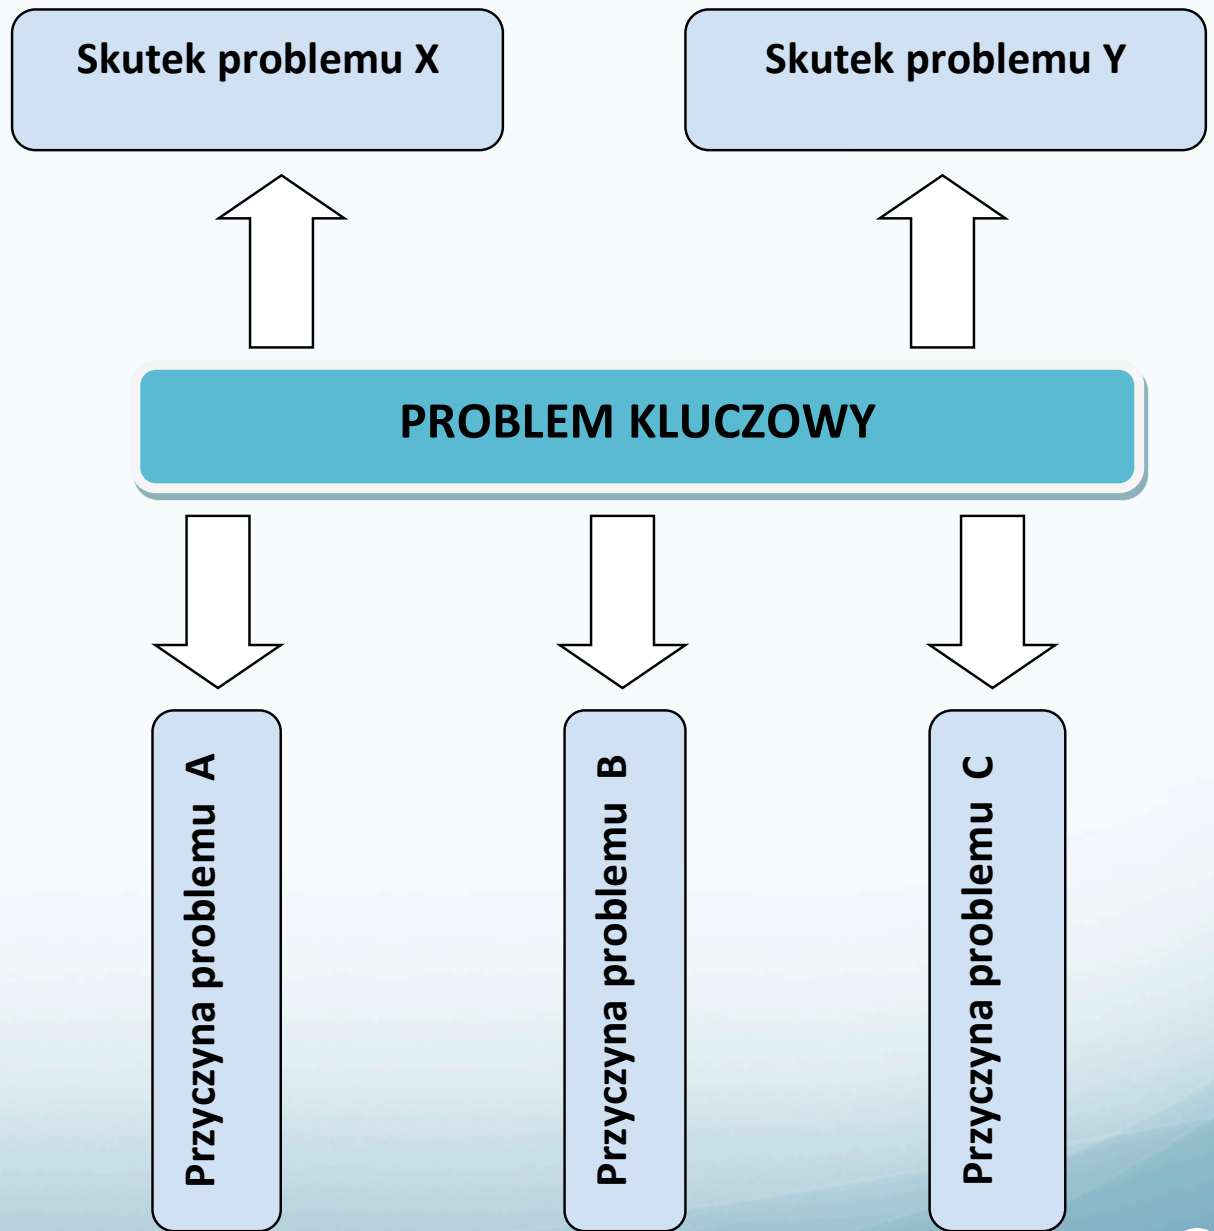 Skutek problemu X
Skutek problemu Y
PROBLEM KLUCZOWY
Przyczyna problemu A
Przyczyna problemu B
Przyczyna problemu C